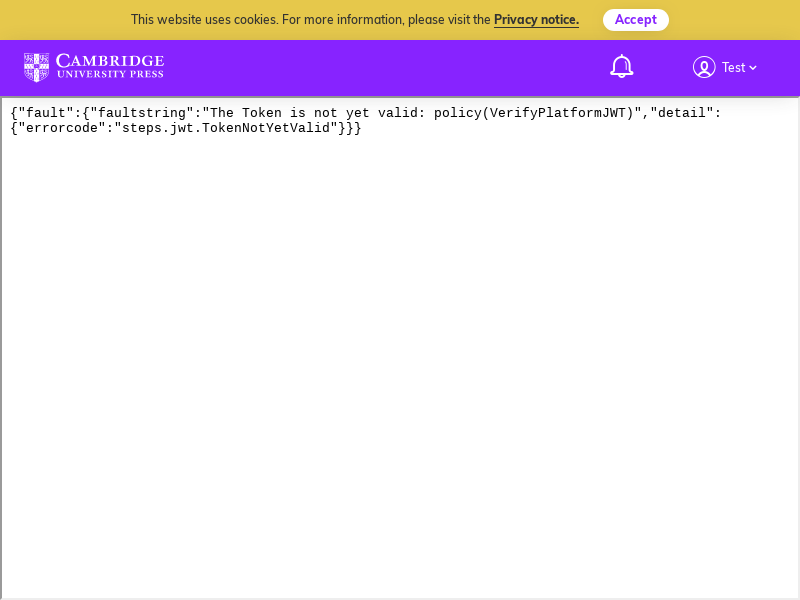 This website uses cookies. For more information, please visit the Privacy notice.
Accept
CAMBRIDGE
UNIVERSITY PRESS
Test
{"fault":{"faultstring":"The Token is not yet valid: policy(VerifyPlatformJWT)","detail":
{"errorcode":"steps.jwt.TokenNotYetValid"}}}